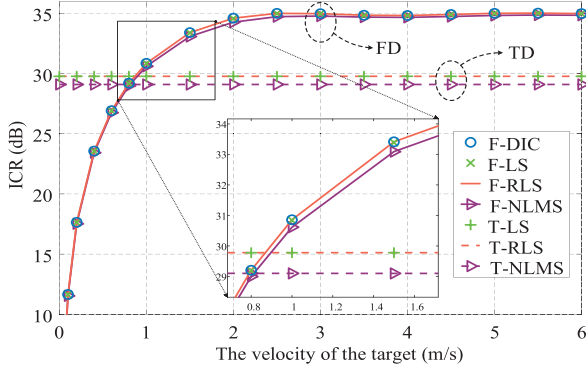 35
30
25
20
15
10
ICR (dB)
0
1
2
3
4
5
6
The velocity of the target (m/s)
FD
TD
34
33
32
31
30
29
0.8
1
1.2
1.4
1.6
F-DIC
F-LS
F-RLS
F-NLMS
T-LS
T-RLS
T-NLMS